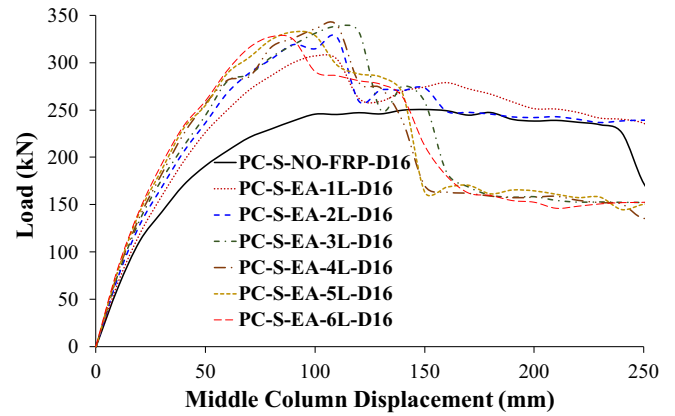 350
300
250
200
150
100
50
0
Load (kN)
PC-S-NO-FRP-D16
PC-S-EA-1L-D16
PC-S-EA-2L-D16
PC-S-EA-3L-D16
PC-S-EA-4L-D16
PC-S-EA-5L-D16
PC-S-EA-6L-D16
0 50 100 150 200 250
Middle Column Displacement (mm)